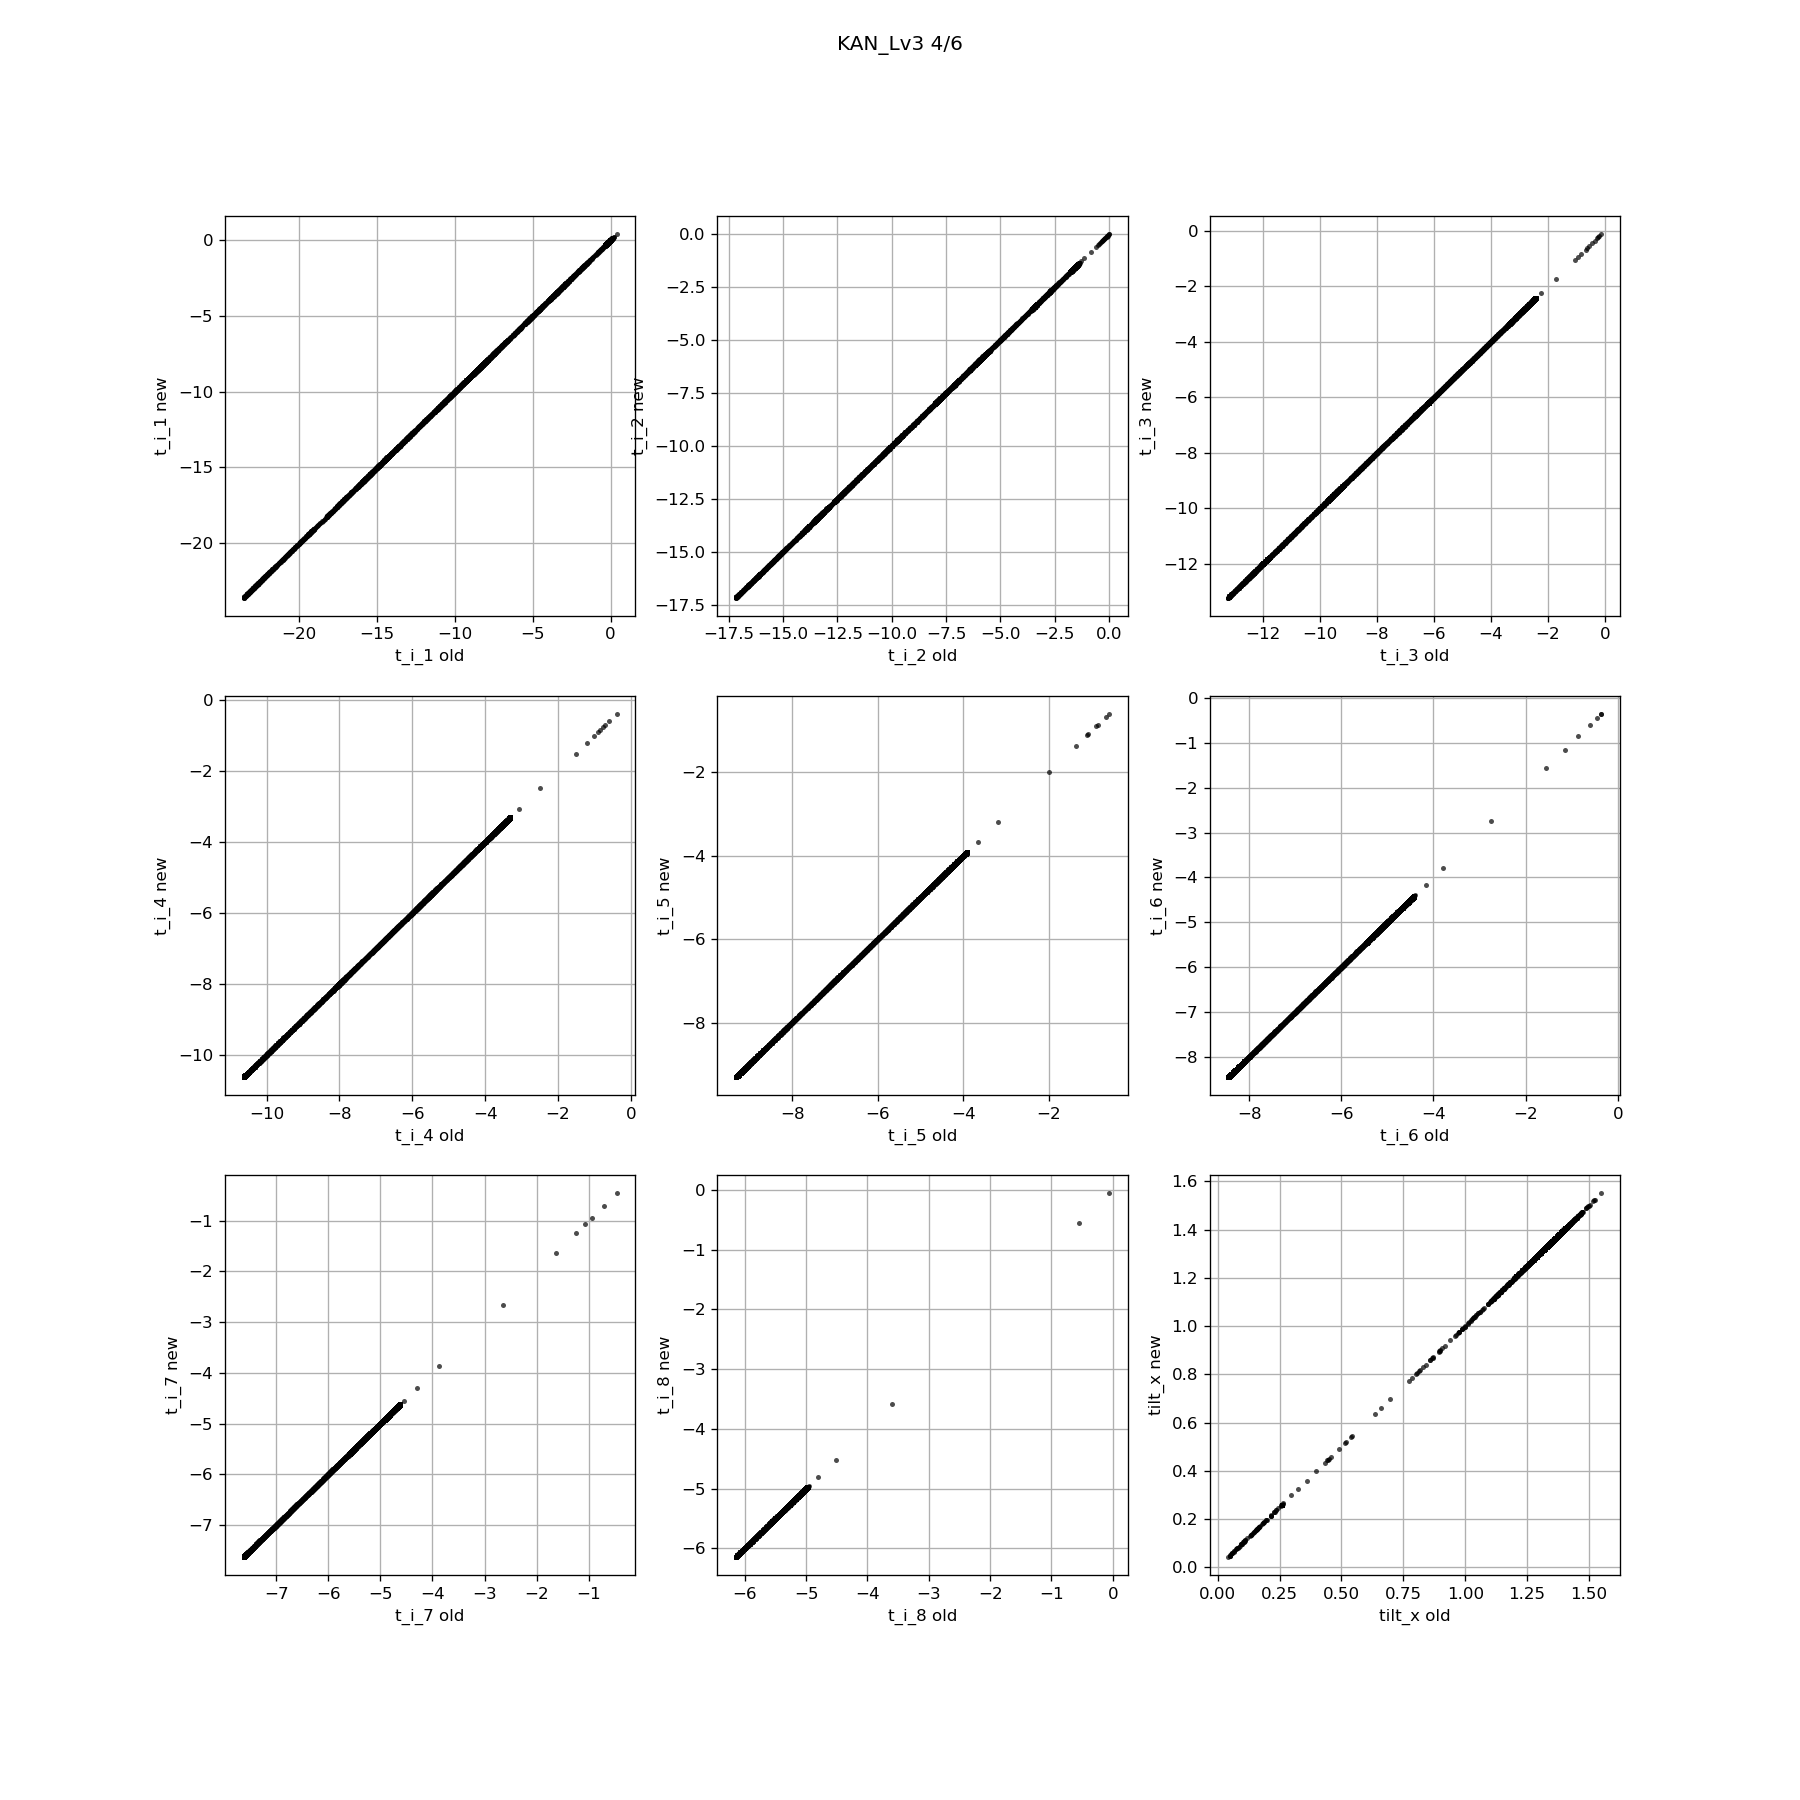 KAN_Lv3 4/6
t_i_1 new
0
−5
−10
−15
−20
−20 −15 −10 −5 0
t_i_1 old
t_i_2 new
0.0
−2.5
−5.0
−7.5
−10.0
−12.5
−15.0
−17.5
−17.5 −15.0 −12.5 −10.0 −7.5 −5.0 −2.5 0.0
t_i_2 old
t_i_3 new
0
−2
−4
−6
−8
−10
−12
−12 −10 −8 −6 −4 −2 0
t_i_3 old
t_i_4 new
0
−2
−4
−6
−8
−10
−10 −8 −6 −4 −2 0
t_i_4 old
t_i_5 new
−2
−4
−6
−8
−8 −6 −4 −2
t_i_5 old
t_i_6 new
0
−1
−2
−3
−4
−5
−6
−7
−8
−8 −6 −4 −2 0
t_i_6 old
t_i_7 new
−1
−2
−3
−4
−5
−6
−7
−7 −6 −5 −4 −3 −2 −1
t_i_7 old
t_i_8 new
0
−1
−2
−3
−4
−5
−6
−6 −5 −4 −3 −2 −1 0
t_i_8 old
tilt_x new
1.6
1.4
1.2
1.0
0.8
0.6
0.4
0.2
0.0
0.00 0.25 0.50 0.75 1.00 1.25 1.50
tilt_x old